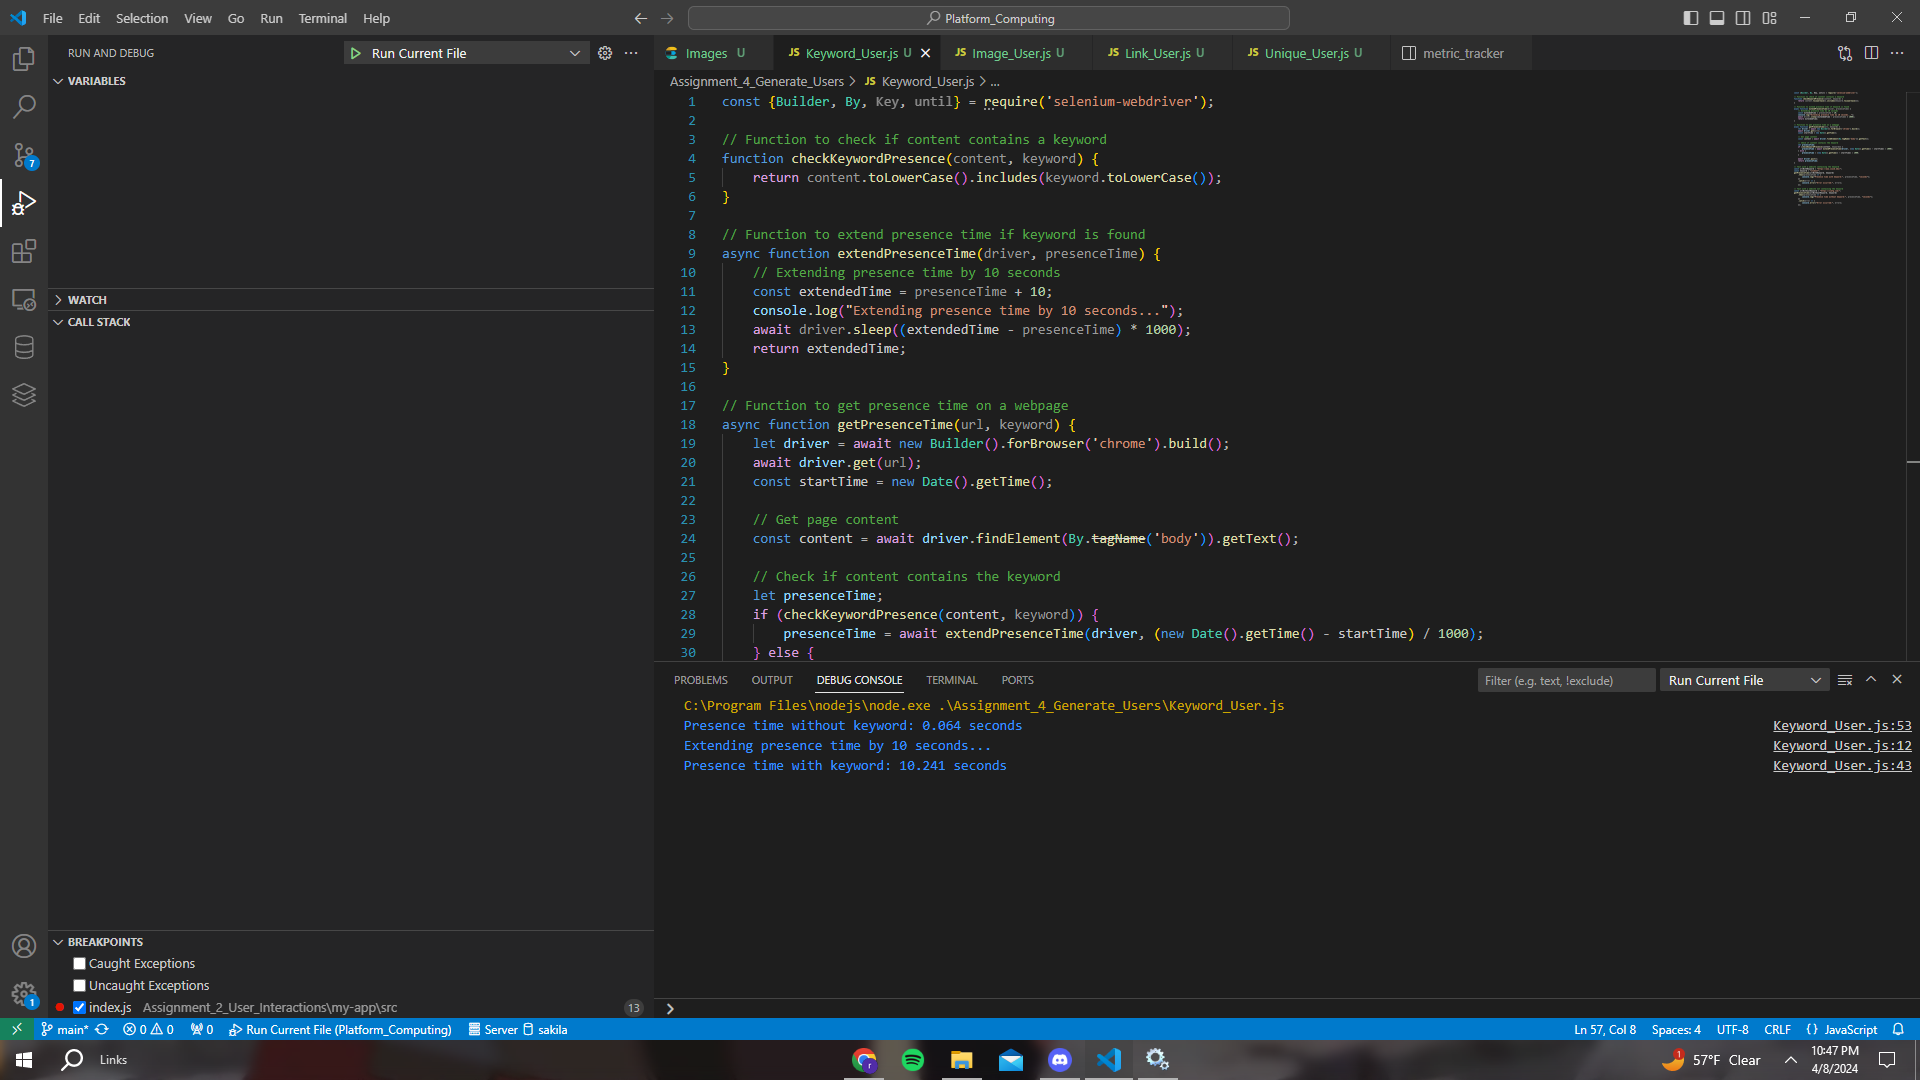 File Edit Selection View Go Run Terminal Help
Platform_Computing
RUN AND DEBUG
Run Current File
VARIABLES
WATCH
CALL STACK
BREAKPOINTS
Caught Exceptions
Uncaught Exceptions
index.js Assignment_2_User_Interactions\my-app\src 13
7
1
Images U
JS Keyword_User.js U
JS Image_User.js U
JS Link_User.js U
JS Unique_User.js U
metric_tracker
Assignment_4_Generate_Users > JS Keyword_User.js > ...
1 const {Builder, By, Key, until} = require('selenium-webdriver');
2
3 // Function to check if content contains a keyword
4 function checkKeywordPresence(content, keyword) {
5 return content.toLowerCase().includes(keyword.toLowerCase());
6 }
7
8 // Function to extend presence time if keyword is found
9 async function extendPresenceTime(driver, presenceTime) {
10 // Extending presence time by 10 seconds
11 const extendedTime = presenceTime + 10;
12 console.log("Extending presence time by 10 seconds...");
13 await driver.sleep((extendedTime - presenceTime) * 1000);
14 return extendedTime;
15 }
16
17 // Function to get presence time on a webpage
18 async function getPresenceTime(url, keyword) {
19 let driver = await new Builder().forBrowser('chrome').build();
20 await driver.get(url);
21 const startTime = new Date().getTime();
22
23 // Get page content
24 const content = await driver.findElement(By.tagName('body')).getText();
25
26 // Check if content contains the keyword
27 let presenceTime;
28 if (checkKeywordPresence(content, keyword)) {
29 presenceTime = await extendPresenceTime(driver, (new Date().getTime() - startTime) / 1000);
30 } else {
PROBLEMS OUTPUT DEBUG CONSOLE TERMINAL PORTS
Filter (e.g. text, !exclude)
Run Current File
C:\Program Files\nodejs\node.exe .\Assignment_4_Generate_Users\Keyword_User.js
Presence time without keyword: 0.064 seconds Keyword_User.js:53
Extending presence time by 10 seconds... Keyword_User.js:12
Presence time with keyword: 10.241 seconds Keyword_User.js:43
main* 0 0 0 Run Current File (Platform_Computing) Server sakila
Ln 57, Col 8 Spaces: 4 UTF-8 CRLF {} JavaScript
Links
r
1
57°F Clear
10:47 PM
4/8/2024